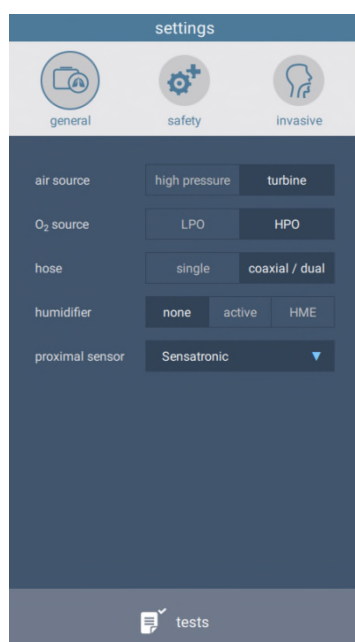 settings
general safety invasive
air source high pressure turbine
O₂ source LPO HPO
hose single coaxial / dual
humidifier none active HME
proximal sensor Sensatronic
tests